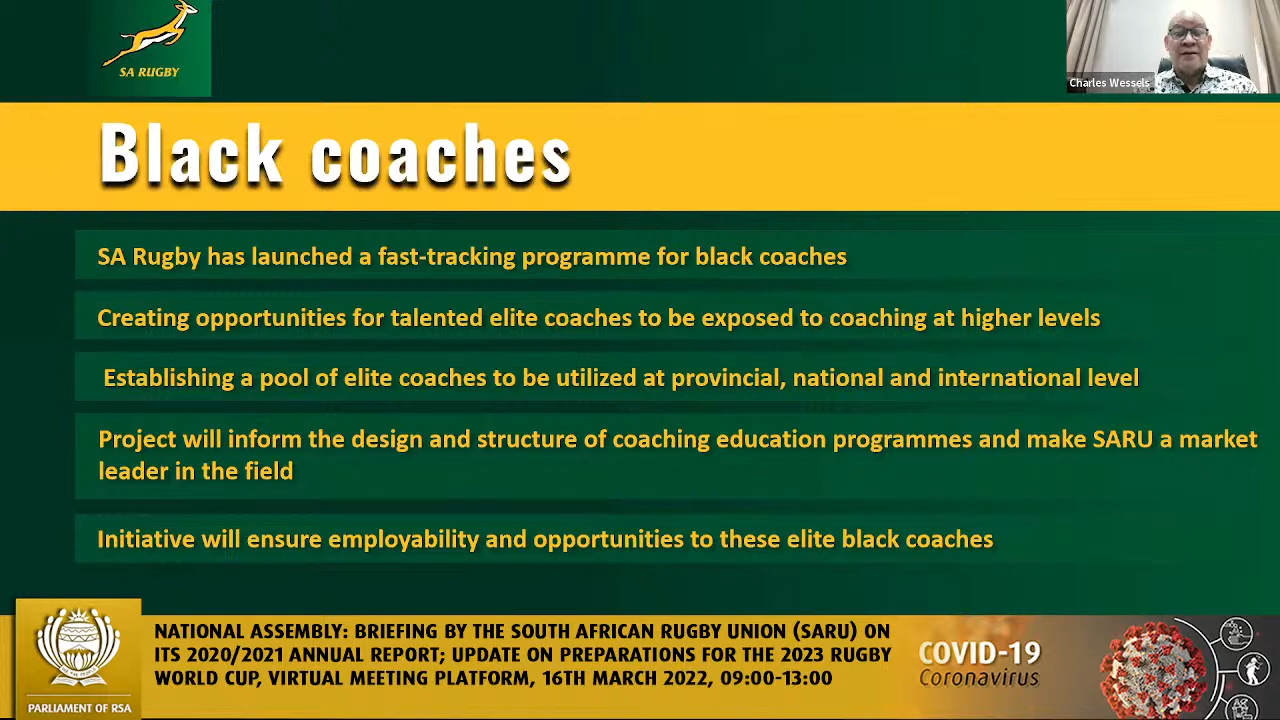 SA RUGBY
Charles Wessels
Black coaches
SA Rugby has launched a fast-tracking programme for black coaches
Creating opportunities for talented elite coaches to be exposed to coaching at higher levels
Establishing a pool of elite coaches to be utilized at provincial, national and international level
Project will inform the design and structure of coaching education programmes and make SARU a market
leader in the field
Initiative will ensure employability and opportunities to these elite black coaches
NATIONAL ASSEMBLY: BRIEFING BY THE SOUTH AFRICAN RUGBY UNION (SARU) ON
ITS 2020/2021 ANNUAL REPORT; UPDATE ON PREPARATIONS FOR THE 2023 RUGBY
WORLD CUP, VIRTUAL MEETING PLATFORM, 16TH MARCH 2022, 09:00-13:00
PARLIAMENT OF RSA
COVID-19
Coronavirus